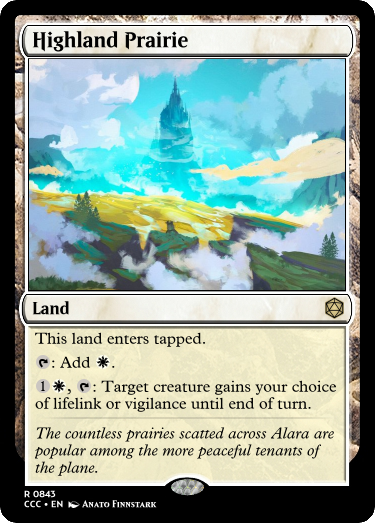 Highland Prairie
Land
This land enters tapped.
: Add .
1 , : Target creature gains your choice
of lifelink or vigilance until end of turn.
The countless prairies scatted across Alara are
popular among the more peaceful tenants of
the plane.
R 0843
CCC • EN Anato Finnstark